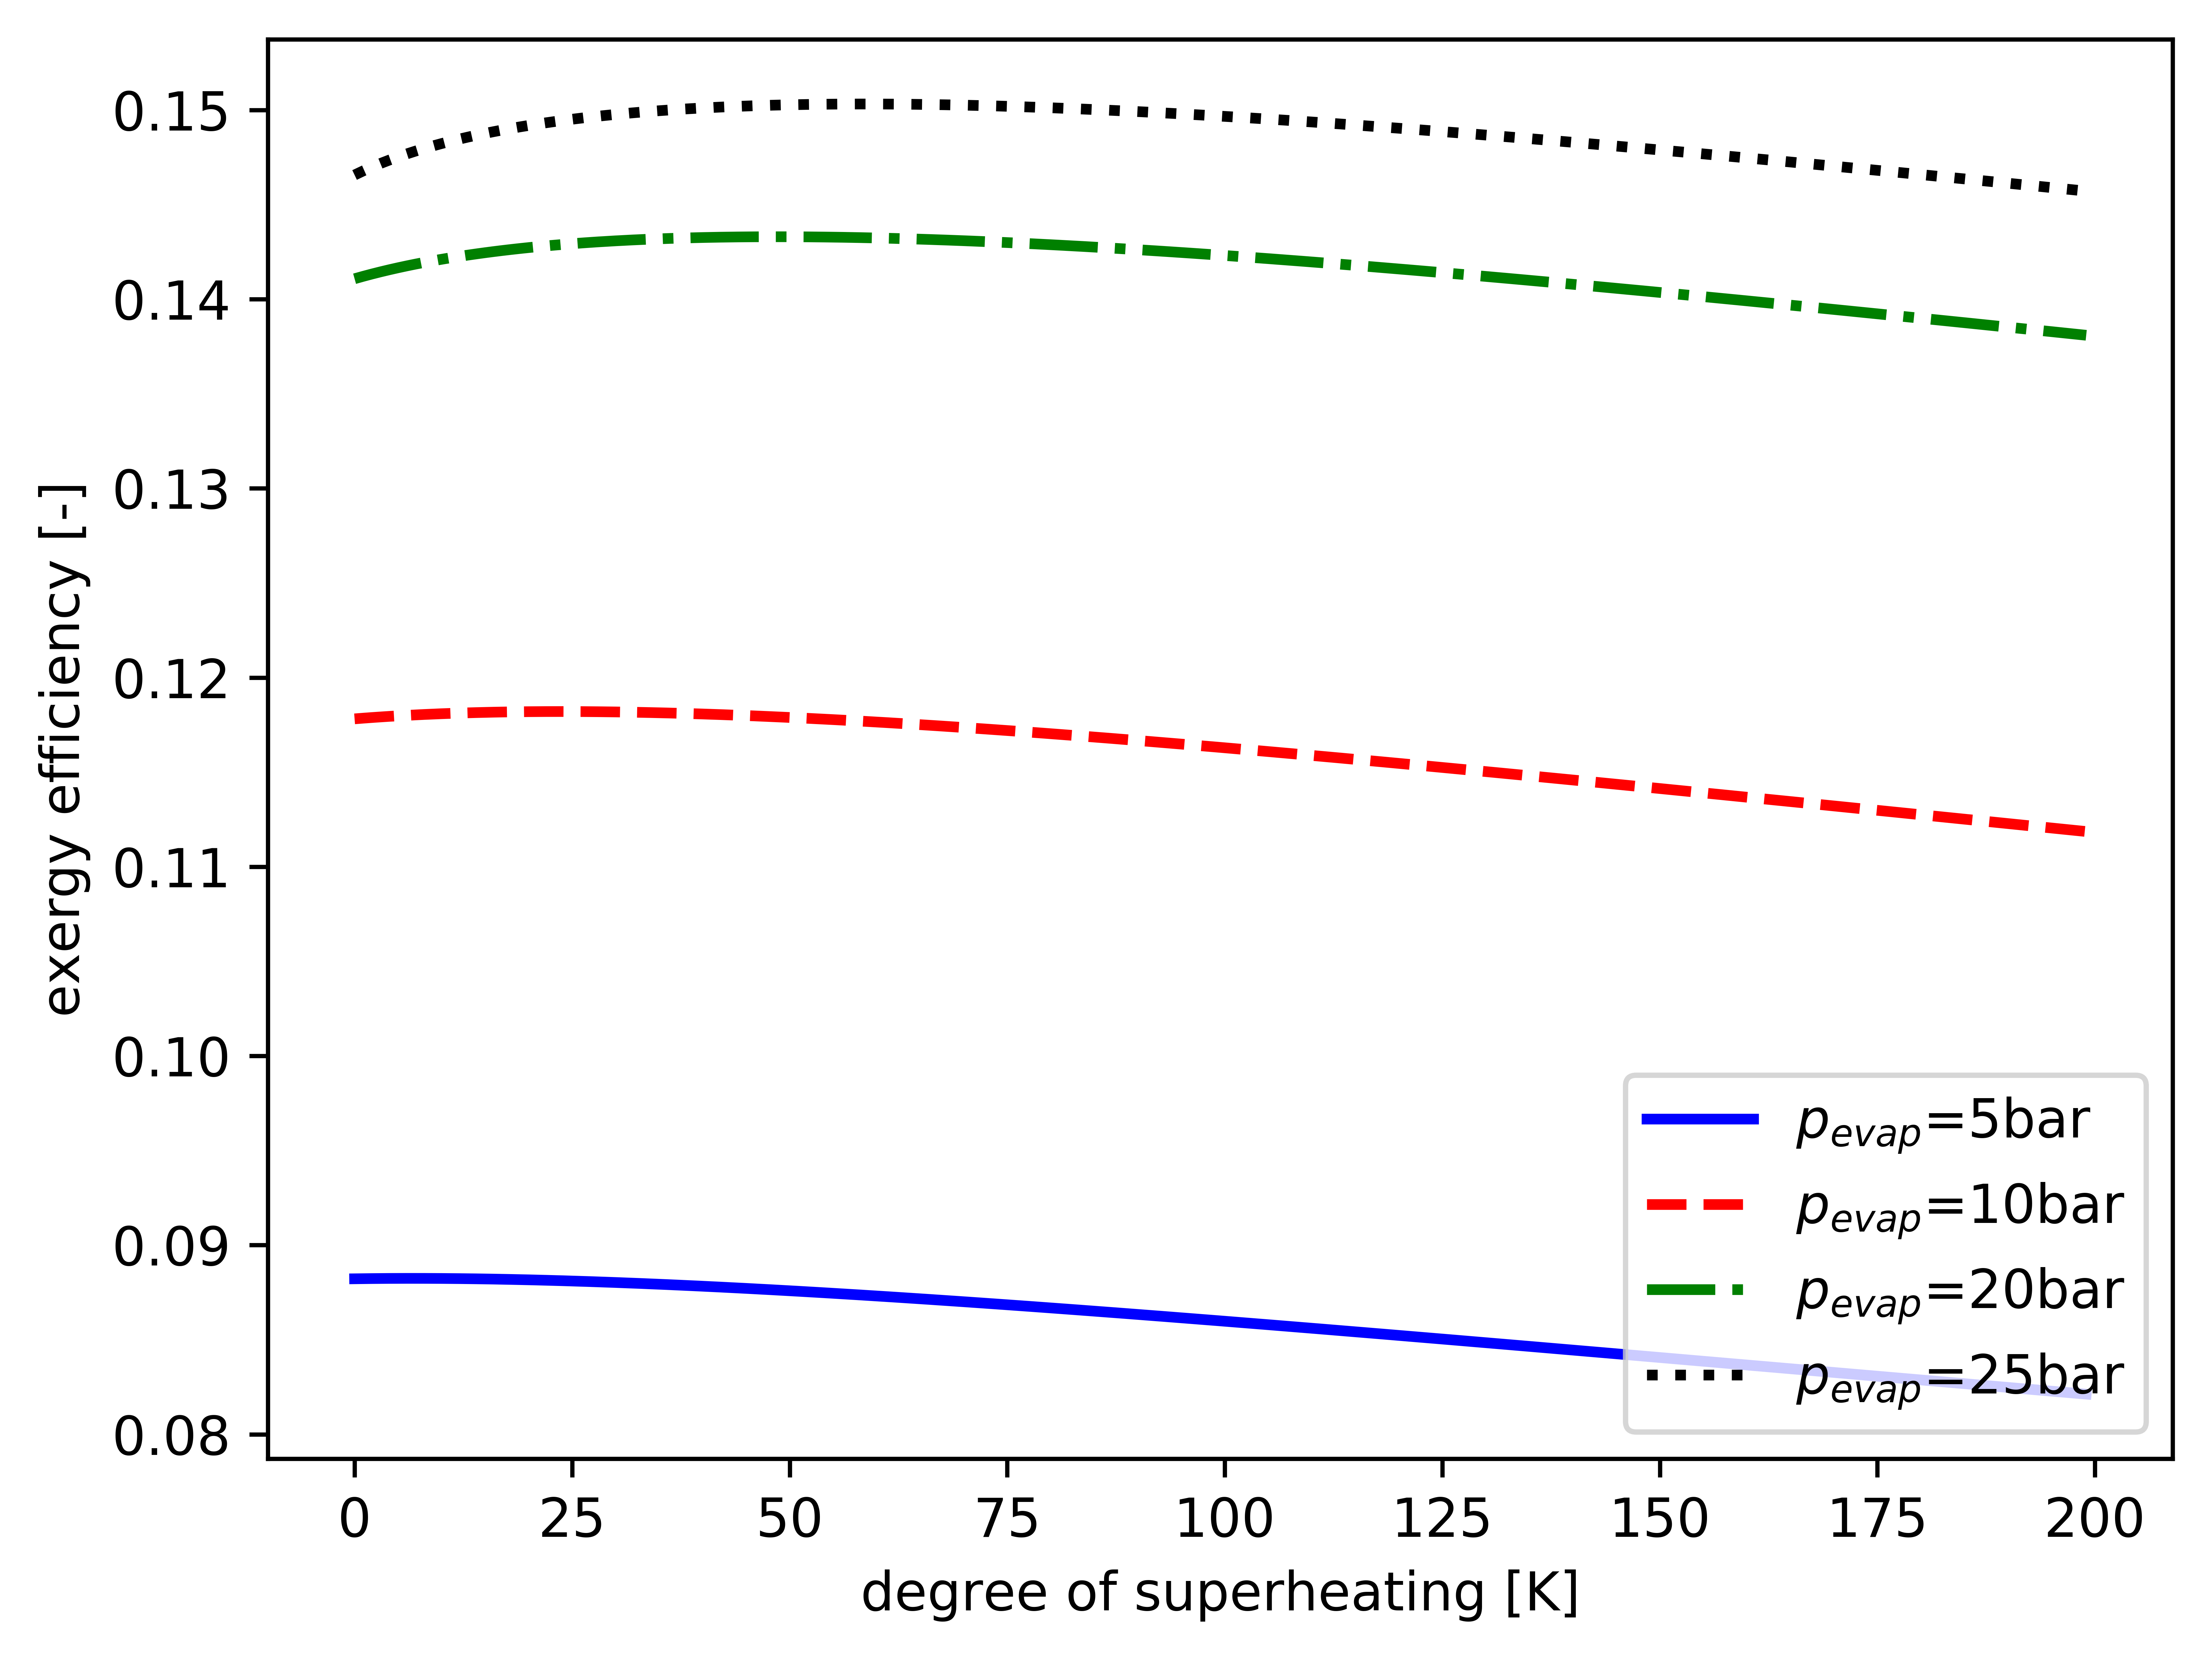 0.15
0.14
0.13
0.12
0.11
0.10
0.09
0.08
exergy efficiency [-]
p_evap=5bar
p_evap=10bar
p_evap=20bar
p_evap=25bar
0 25 50 75 100 125 150 175 200
degree of superheating [K]